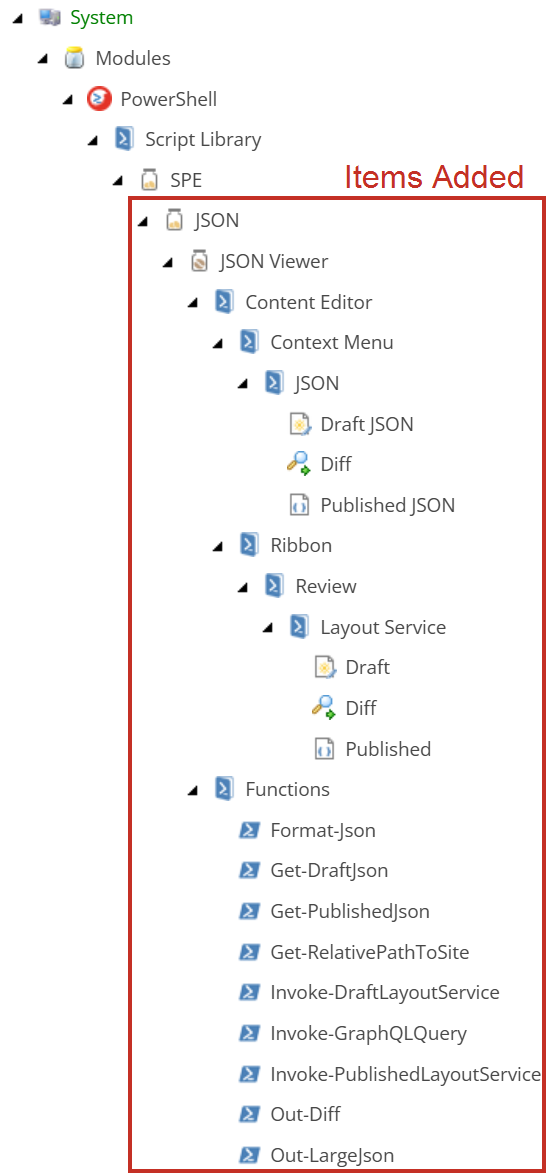 System
Modules
PowerShell
Script Library
SPE
Items Added
JSON
JSON Viewer
Content Editor
Context Menu
JSON
Draft JSON
Diff
Published JSON
Ribbon
Review
Layout Service
Draft
Diff
Published
Functions
Format-Json
Get-DraftJson
Get-PublishedJson
Get-RelativePathToSite
Invoke-DraftLayoutService
Invoke-GraphQLQuery
Invoke-PublishedLayoutService
Out-Diff
Out-LargeJson